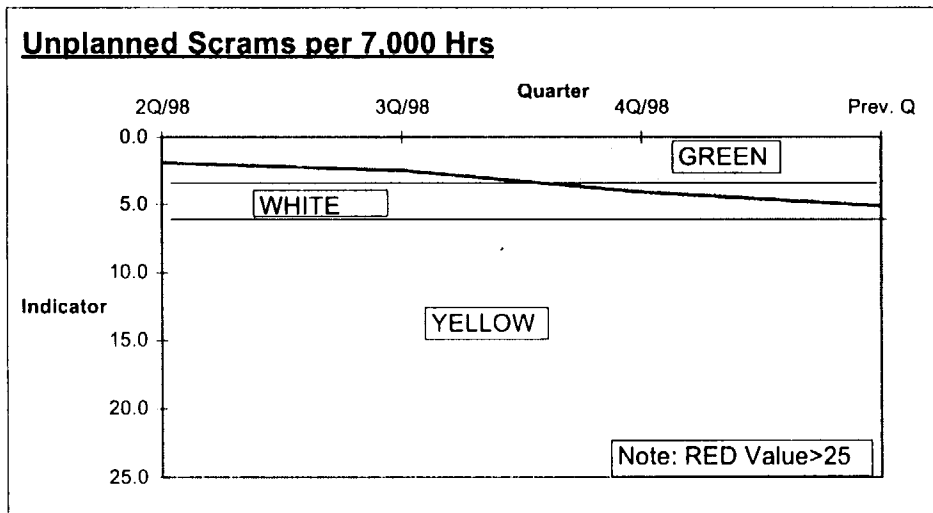 Unplanned Scrams per 7,000 Hrs
Quarter
2Q/98 3Q/98 4Q/98 Prev. Q
0.0
GREEN
WHITE
5.0
10.0
Indicator
YELLOW
15.0
20.0
Note: RED Value>25
25.0